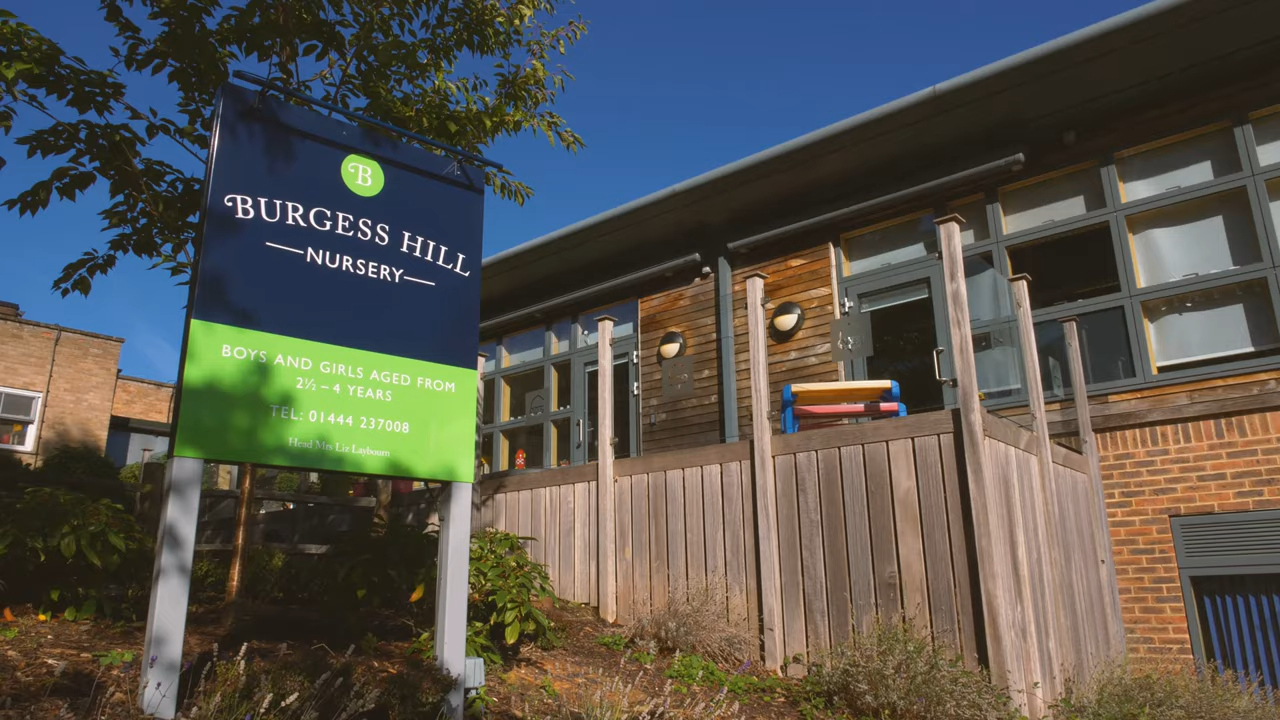 B
BURGESS HILL
NURSERY
BOYS AND GIRLS AGED FROM
2½ – 4 YEARS
TEL: 01444 237008
Head Mrs Liz Laybourn